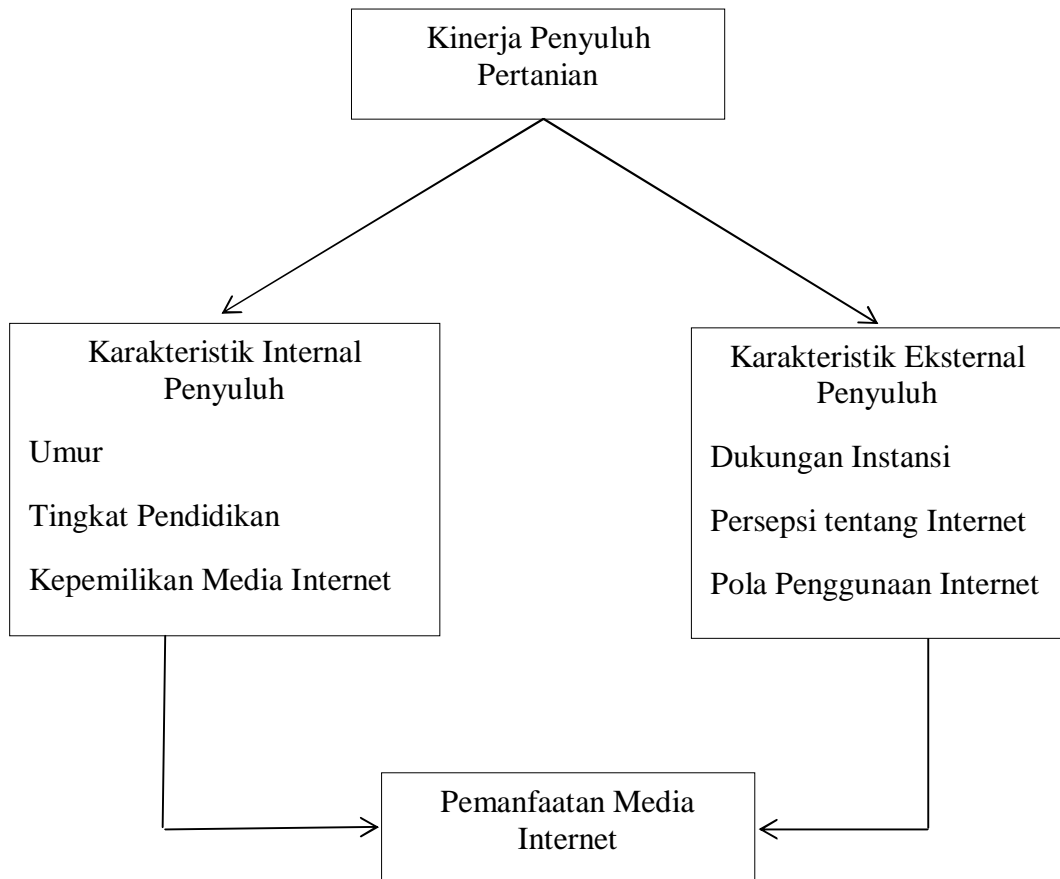 Kinerja Penyuluh
Pertanian
Karakteristik Internal
Penyuluh
Umur
Tingkat Pendidikan
Kepemilikan Media Internet
Karakteristik Eksternal
Penyuluh
Dukungan Instansi
Persepsi tentang Internet
Pola Penggunaan Internet
Pemanfaatan Media
Internet